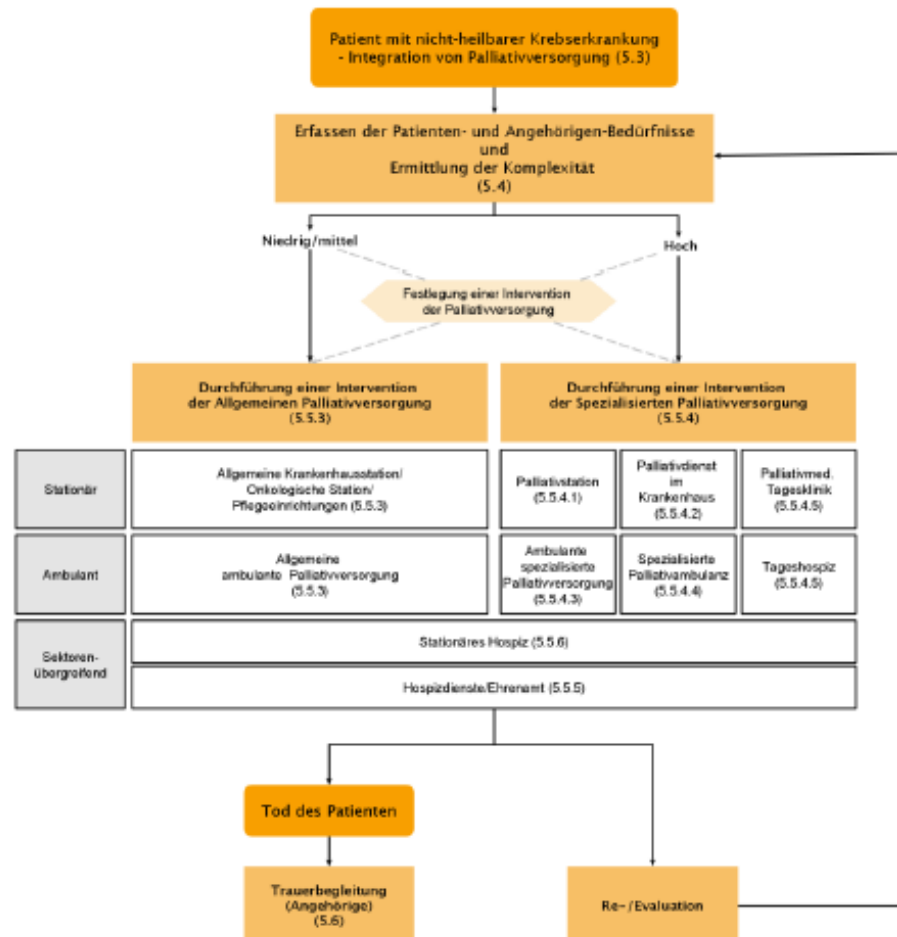 Patient mit nicht-heilbarer Krebserkrankung
- Integration von Palliativversorgung (5.3)
Erfassen der Patienten- und Angehörigen-Bedürfnisse
und
Ermittlung der Komplexität
(5.4)
Niedrig/mittel
Hoch
Festlegung einer Intervention
der Palliativversorgung
Durchführung einer Intervention
der Allgemeinen Palliativversorgung
(5.5.3)
Durchführung einer Intervention
der Spezialisierten Palliativversorgung
(5.5.4)
Stationär
Allgemeine Krankenhausstation/
Onkologische Station/
Pflegeeinrichtungen (5.5.3)
Palliativstation
(5.5.4.1)
Palliativdienst
im
Krankenhaus
(5.5.4.2)
Palliativmed.
Tagesklinik
(5.5.4.5)
Ambulant
Allgemeine
ambulante Palliativversorgung
(5.5.3)
Ambulante
spezialisierte
Palliativversorgung
(5.5.4.3)
Spezialisierte
Palliativambulanz
(5.5.4.4)
Tageshospiz
(5.5.4.5)
Sektoren-
übergreifend
Stationäres Hospiz (5.5.6)
Hospizdienste/Ehrenamt (5.5.5)
Tod des Patienten
Trauerbegleitung
(Angehörige)
(5.6)
Re-/Evaluation